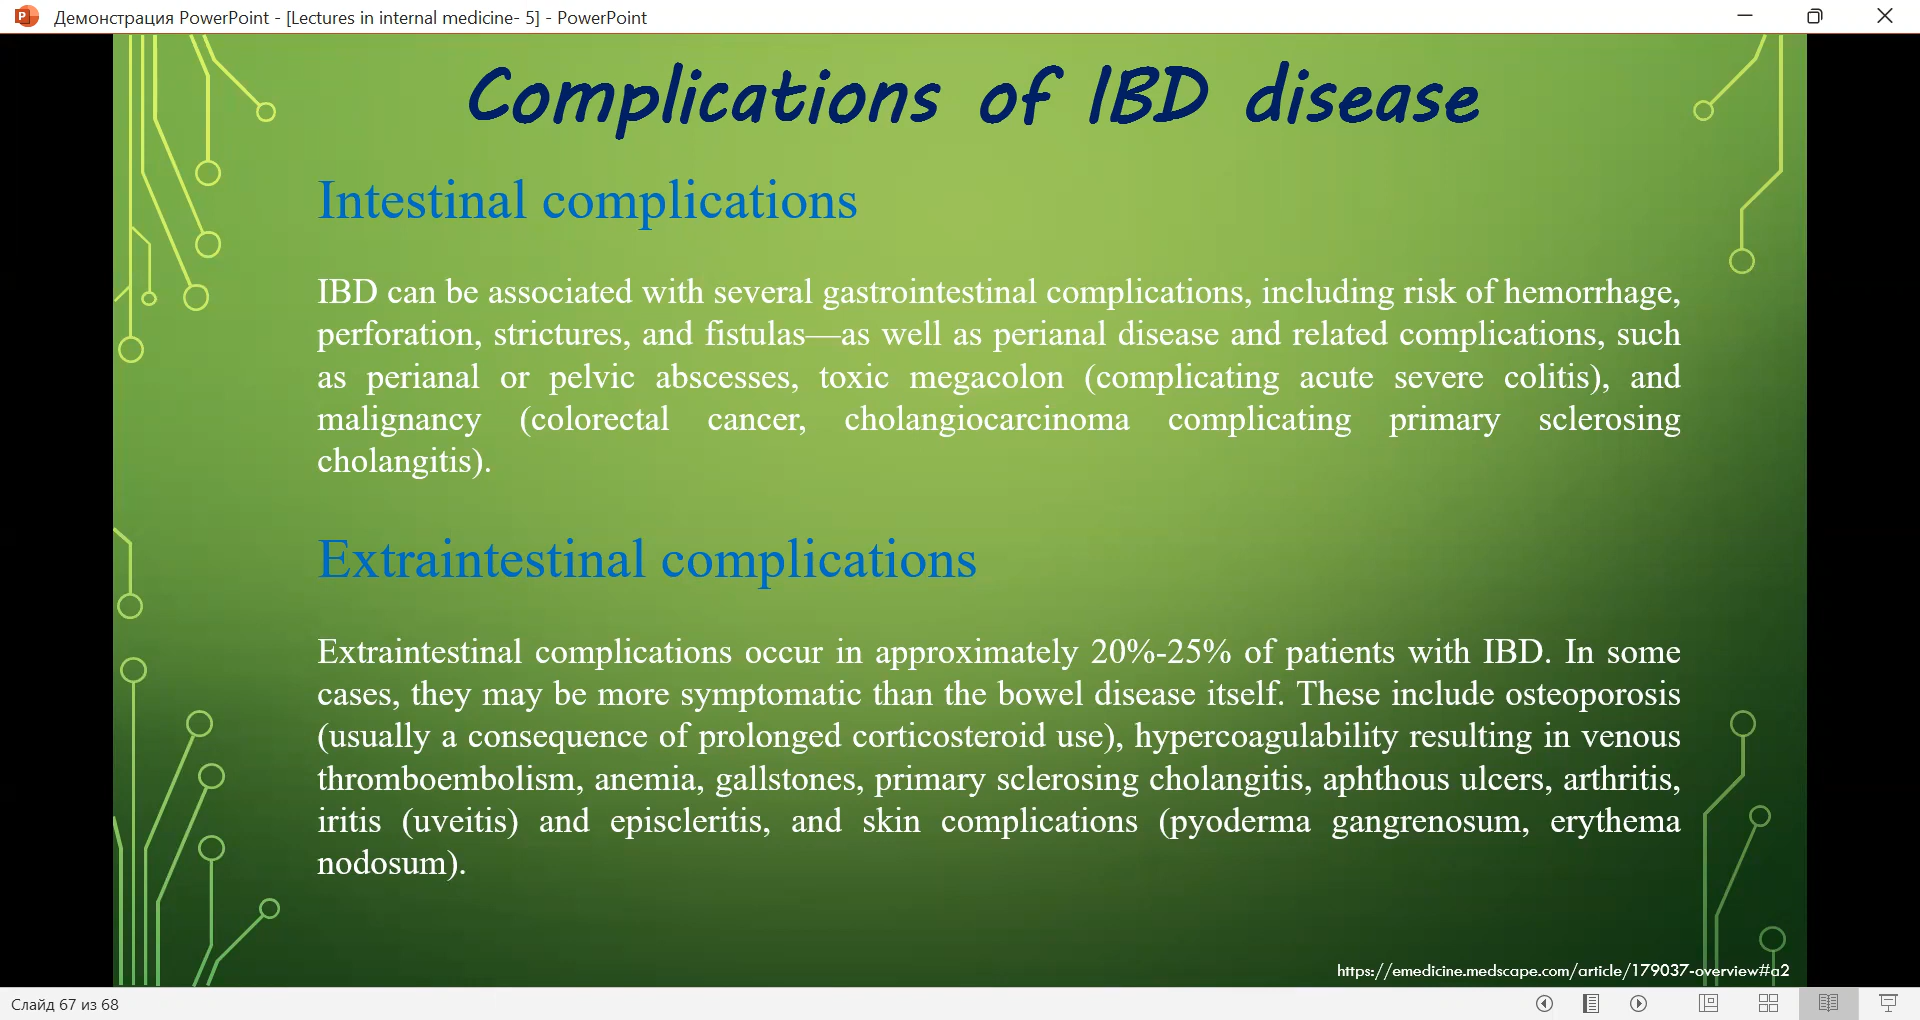 Демонстрация PowerPoint - [Lectures in internal medicine- 5] - PowerPoint
Complications of IBD disease
Intestinal complications
IBD can be associated with several gastrointestinal complications, including risk of hemorrhage,
perforation, strictures, and fistulas—as well as perianal disease and related complications, such
as perianal or pelvic abscesses, toxic megacolon (complicating acute severe colitis), and
malignancy (colorectal cancer, cholangiocarcinoma complicating primary sclerosing
cholangitis).
Extraintestinal complications
Extraintestinal complications occur in approximately 20%-25% of patients with IBD. In some
cases, they may be more symptomatic than the bowel disease itself. These include osteoporosis
(usually a consequence of prolonged corticosteroid use), hypercoagulability resulting in venous
thromboembolism, anemia, gallstones, primary sclerosing cholangitis, aphthous ulcers, arthritis,
iritis (uveitis) and episcleritis, and skin complications (pyoderma gangrenosum, erythema
nodosum).
https://emedicine.medscape.com/article/179037-overview#a2
Слайд 67 из 68